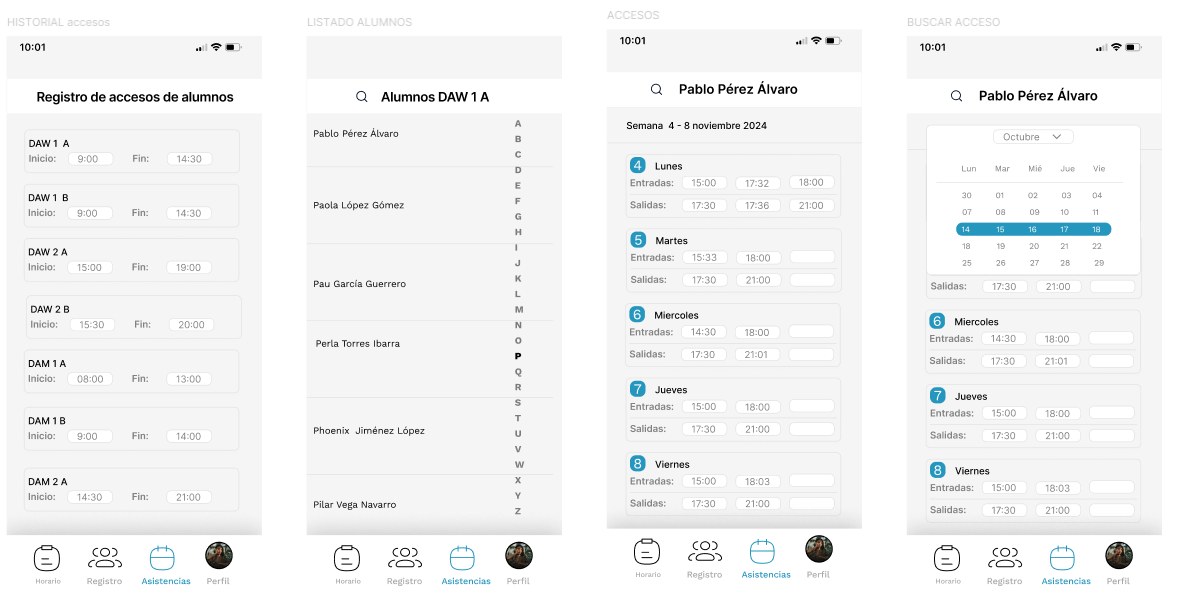 HISTORIAL accesos
10:01
Registro de accesos de alumnos
DAW 1 A
Inicio: 9:00 Fin: 14:30
DAW 1 B
Inicio: 9:00 Fin: 14:30
DAW 2 A
Inicio: 15:00 Fin: 19:00
DAW 2 B
Inicio: 15:30 Fin: 20:00
DAM 1 A
Inicio: 08:00 Fin: 13:00
DAM 1 B
Inicio: 9:00 Fin: 14:00
DAM 2 A
Inicio: 14:30 Fin: 21:00
Horario Registro Asistencias Perfil
LISTADO ALUMNOS
Alumnos DAW 1 A
Pablo Pérez Álvaro
Paola López Gómez
Pau García Guerrero
Perla Torres Ibarra
Phoenix Jiménez López
Pilar Vega Navarro
A
B
C
D
E
F
G
H
I
J
K
L
M
N
O
P
Q
R
S
T
U
V
W
X
Y
Z
Horario Registro Asistencias Perfil
ACCESOS
10:01
Pablo Pérez Álvaro
Semana 4 - 8 noviembre 2024
4 Lunes
Entradas: 15:00 17:32 18:00
Salidas: 17:30 17:36 21:00
5 Martes
Entradas: 15:33 18:00
Salidas: 17:30 21:00
6 Miercoles
Entradas: 14:30 18:00
Salidas: 17:30 21:01
7 Jueves
Entradas: 15:00 18:00
Salidas: 17:30 21:00
8 Viernes
Entradas: 15:00 18:03
Salidas: 17:30 21:00
Horario Registro Asistencias Perfil
BUSCAR ACCESO
10:01
Pablo Pérez Álvaro
Octubre
Lun Mar Mié Jue Vie
30 01 02 03 04
07 08 09 10 11
14 15 16 17 18
18 19 20 21 22
25 26 27 28 29
Salidas: 17:30 21:00
6 Miercoles
Entradas: 14:30 18:00
Salidas: 17:30 21:01
7 Jueves
Entradas: 15:00 18:00
Salidas: 17:30 21:00
8 Viernes
Entradas: 15:00 18:03
Salidas: 17:30 21:00
Horario Registro Asistencias Perfil